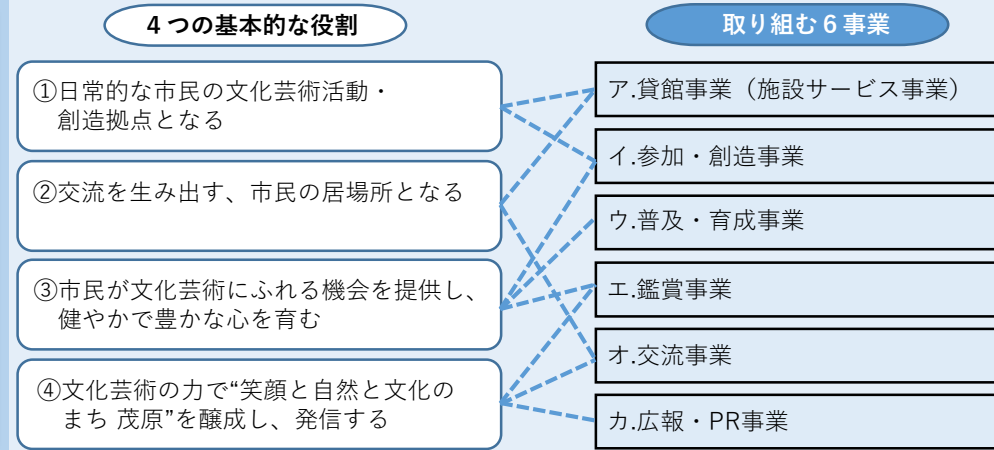 4つの基本的な役割
①日常的な市民の文化芸術活動・
創造拠点となる
②交流を生み出す、市民の居場所となる
③市民が文化芸術にふれる機会を提供し、
健やかで豊かな心を育む
④文化芸術の力で“笑顔と自然と文化の
まち 茂原”を醸成し、発信する
取り組む6事業
ア.貸館事業（施設サービス事業）
イ.参加・創造事業
ウ.普及・育成事業
エ.鑑賞事業
オ.交流事業
カ.広報・PR事業